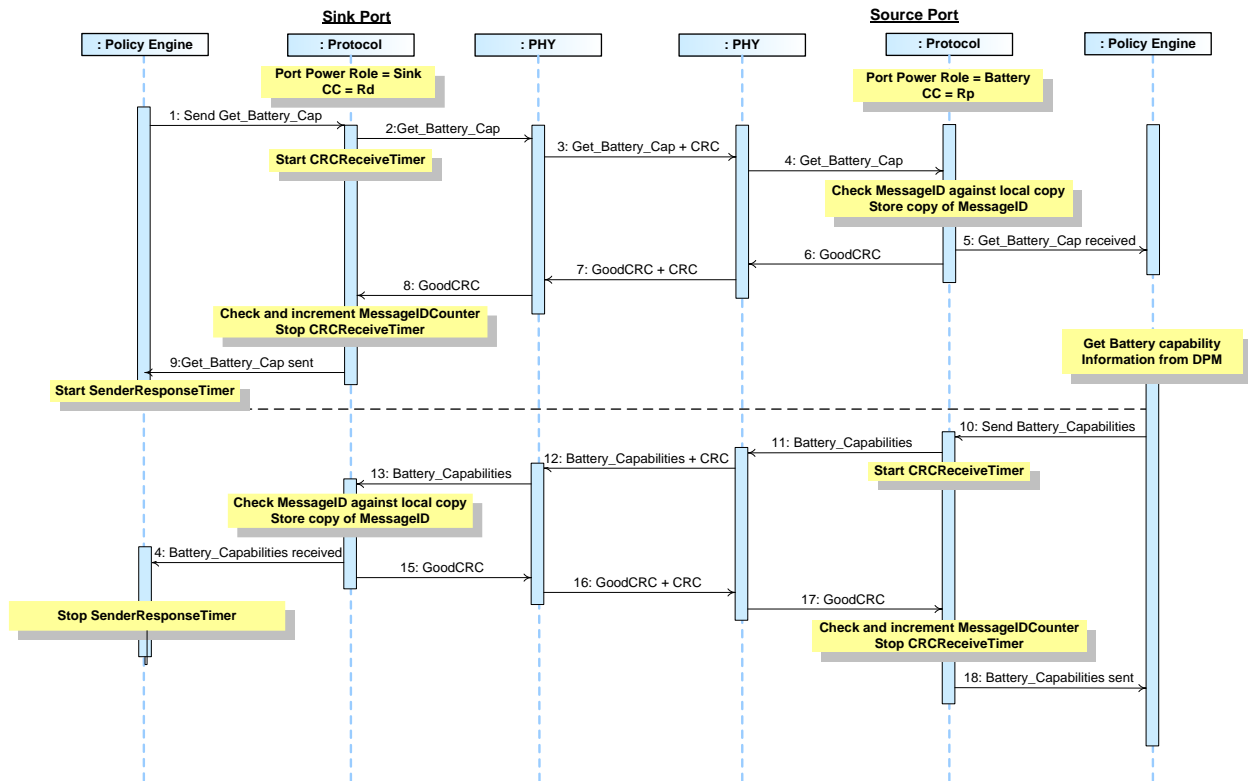 Sink Port
Source Port
: Policy Engine
: Protocol
: PHY
: PHY
: Protocol
: Policy Engine
Port Power Role = Sink
CC = Rd
Port Power Role = Battery
CC = Rp
1: Send Get_Battery_Cap
2:Get_Battery_Cap
Start CRCReceiveTimer
3: Get_Battery_Cap + CRC
4: Get_Battery_Cap
Check MessageID against local copy
Store copy of MessageID
5: Get_Battery_Cap received
6: GoodCRC
7: GoodCRC + CRC
8: GoodCRC
Check and increment MessageIDCounter
Stop CRCReceiveTimer
9:Get_Battery_Cap sent
Start SenderResponseTimer
Get Battery capability
Information from DPM
10: Send Battery_Capabilities
11: Battery_Capabilities
Start CRCReceiveTimer
12: Battery_Capabilities + CRC
13: Battery_Capabilities
Check MessageID against local copy
Store copy of MessageID
4: Battery_Capabilities received
15: GoodCRC
16: GoodCRC + CRC
17: GoodCRC
Stop SenderResponseTimer
Check and increment MessageIDCounter
Stop CRCReceiveTimer
18: Battery_Capabilities sent